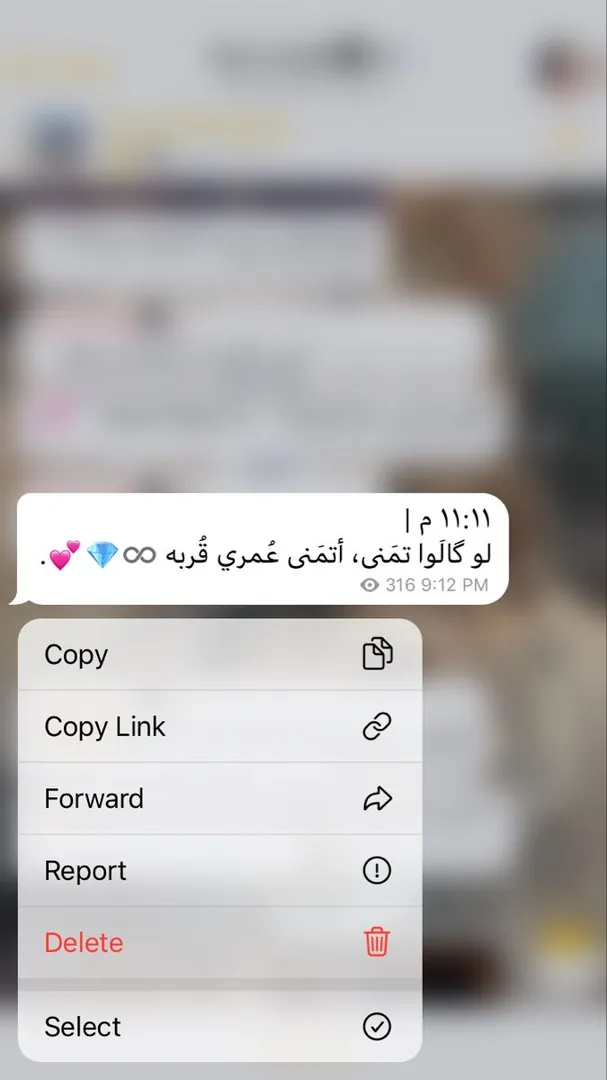 ١١:١١ م |
لو گالَوا تمَنى، أتمَنى عُمري قُربه ∞💎💕.
316 9:12 PM
Copy
Copy Link
Forward
Report
Delete
Select